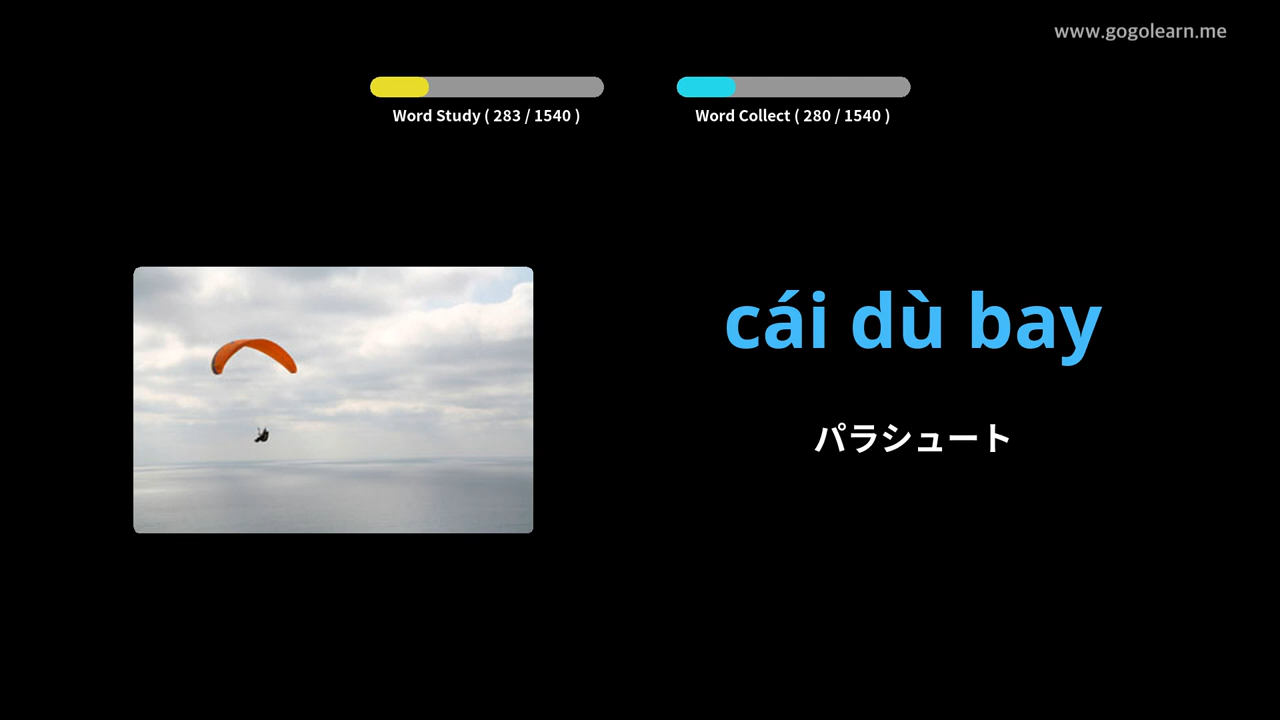 www.gogolearn.me
Word Study ( 283 / 1540 )
Word Collect ( 280 / 1540 )
cái dù bay
パラシュート